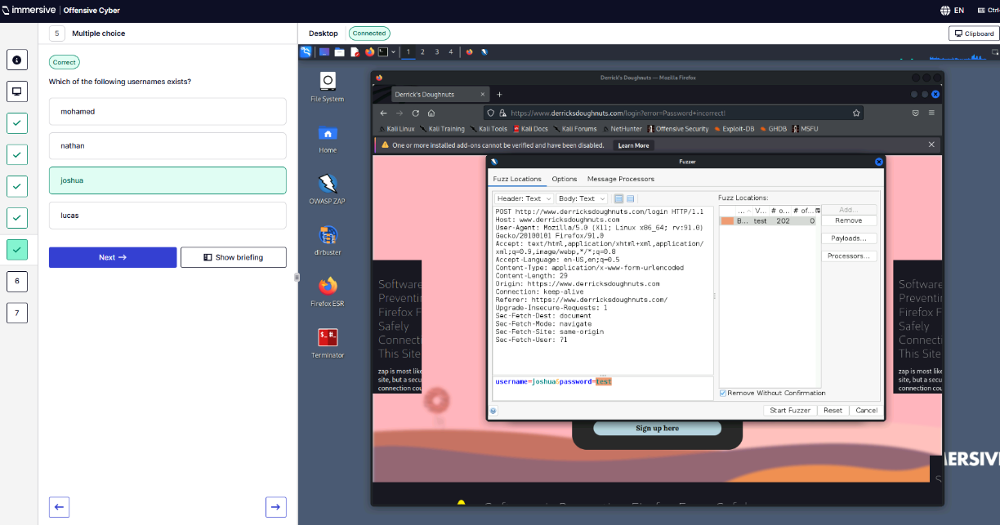 immersive | Offensive Cyber
EN
Ctrl
5 Multiple choice
Correct
Which of the following usernames exists?
mohamed
nathan
joshua
lucas
Next →
Show briefing
6
7
Desktop
Connected
Clipboard
1 2 3 4
File System
Home
OWASP ZAP
dirbuster
Firefox ESR
Terminator
Derrick's Doughnuts — Mozilla Firefox
Derrick's Doughnuts
https://www.derricksdoughnuts.com/login?error=Password+incorrect!
Kali Linux Kali Training Kali Tools Kali Docs Kali Forums NetHunter Offensive Security Exploit-DB GHDB MSFU
One or more installed add-ons cannot be verified and have been disabled.
Learn More
Fuzzer
Fuzz Locations Options Message Processors
Header: Text Body: Text
POST http://www.derricksdoughnuts.com/login HTTP/1.1
Host: www.derricksdoughnuts.com
User-Agent: Mozilla/5.0 (X11; Linux x86_64; rv:91.0)
Gecko/20100101 Firefox/91.0
Accept: text/html,application/xhtml+xml,application/
xml;q=0.9,image/webp,*/*;q=0.8
Accept-Language: en-US,en;q=0.5
Content-Type: application/x-www-form-urlencoded
Content-Length: 29
Origin: https://www.derricksdoughnuts.com
Connection: keep-alive
Referer: https://www.derricksdoughnuts.com/
Upgrade-Insecure-Requests: 1
Sec-Fetch-Dest: document
Sec-Fetch-Mode: navigate
Sec-Fetch-Site: same-origin
Sec-Fetch-User: ?1
username=joshua&password=test
Fuzz Locations:
... V... # o... # of...
B... test 202 0
Add...
Remove
Payloads...
Processors...
Remove Without Confirmation
Start Fuzzer Reset Cancel
Software
Preventin
Firefox F
Safely
Connecti
This Site
zap is most like
site, but a secu
connection cou
Software
Preventi
Firefox F
Safely
Connecti
This Site
zap is most like
site, but a secu
connection cou
Sign up here
MERSIVE